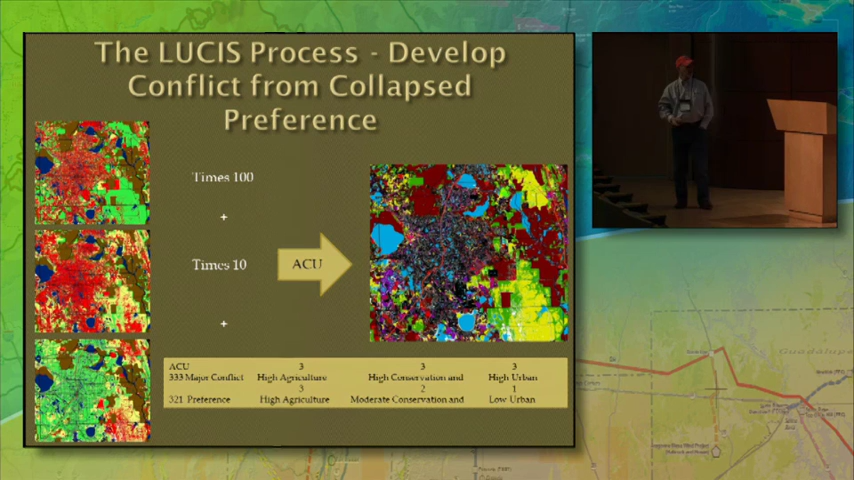 The LUCIS Process - Develop
Conflict from Collapsed
Preference
Times 100
+
Times 10
+
ACU
ACU 3 3 3
333 Major Conflict High Agriculture High Conservation and High Urban
3 2 1
321 Preference High Agriculture Moderate Conservation and Low Urban